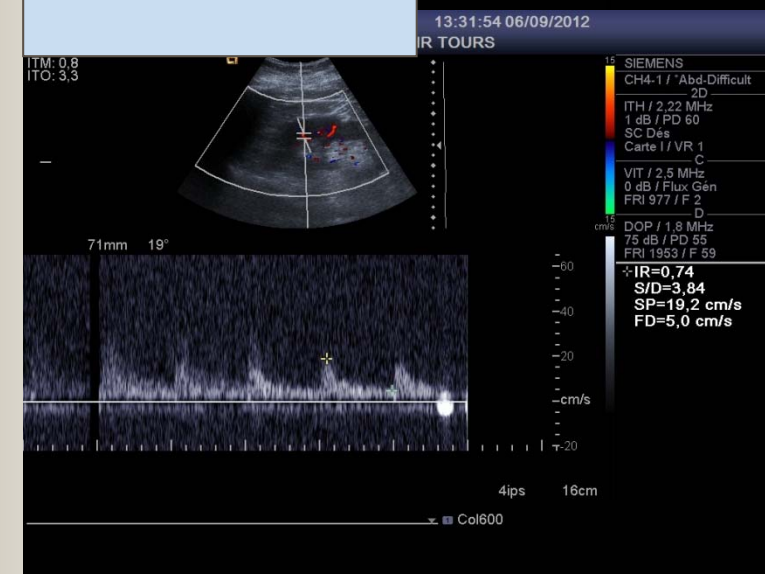 13:31:54 06/09/2012
IR TOURS
ITM: 0,8
ITO: 3,3
15
15
cm/s
SIEMENS
CH4-1 / *Abd-Difficult
2D
ITH / 2,22 MHz
1 dB / PD 60
SC Dés
Carte I / VR 1
C
VIT / 2,5 MHz
0 dB / Flux Gén
FRI 977 / F 2
D
DOP / 1,8 MHz
75 dB / PD 55
FRI 1953 / F 59
IR=0,74
S/D=3,84
SP=19,2 cm/s
FD=5,0 cm/s
71mm 19°
60
40
20
cm/s
-20
4ips 16cm
1 Col600